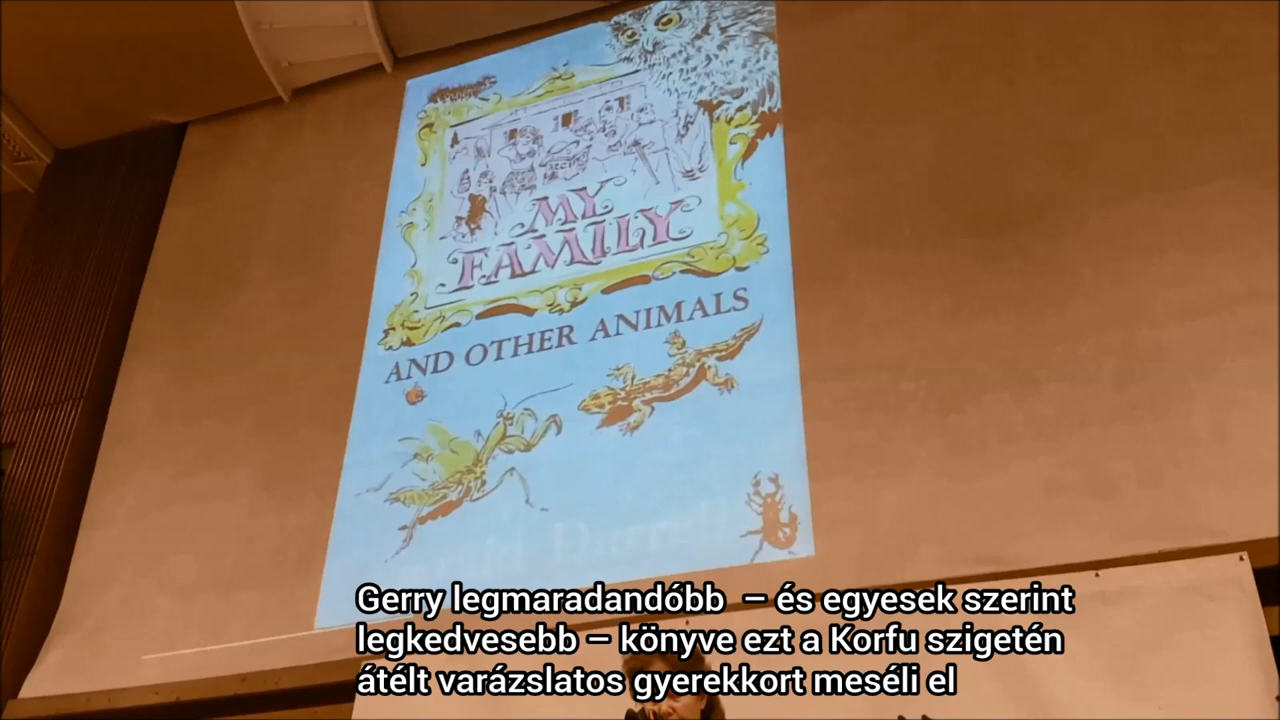 MY
FAMILY
AND OTHER ANIMALS
Durrell
Gerry legmaradandóbb – és egyesek szerint
legkedvesebb – könyve ezt a Korfu szigetén
átélt varázslatos gyerekkort meséli el